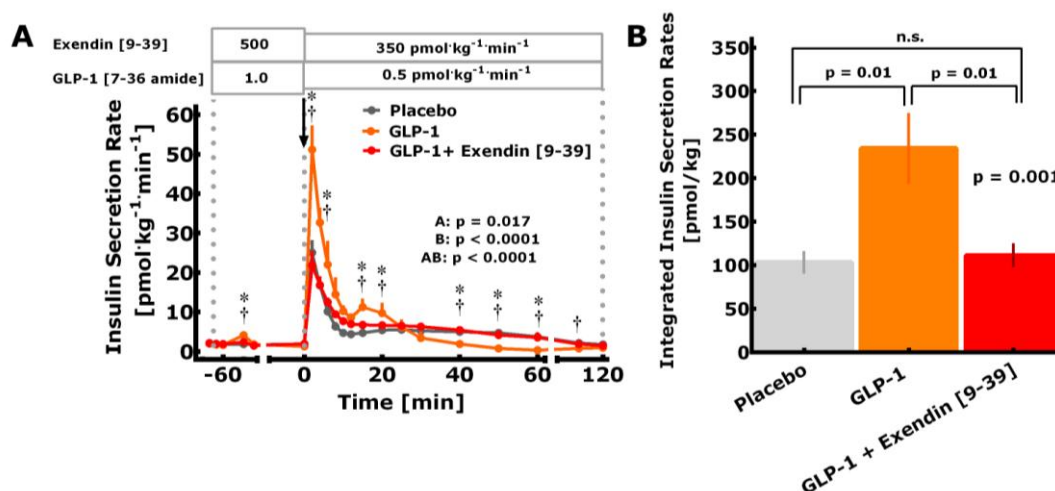 A
Exendin [9-39]
500
350 pmol·kg⁻¹·min⁻¹
GLP-1 [7-36 amide]
1.0
0.5 pmol·kg⁻¹·min⁻¹
Insulin Secretion Rate
[pmol·kg⁻¹·min⁻¹]
60
50
40
30
20
10
0
*
†
*
†
*
†
*
†
*
†
*
†
*
†
*
†
†
Placebo
GLP-1
GLP-1+ Exendin [9-39]
A: p = 0.017
B: p < 0.0001
AB: p < 0.0001
-60
0
20
40
60
120
Time [min]
B
Integrated Insulin Secretion Rates
[pmol/kg]
350
300
250
200
150
100
50
0
n.s.
p = 0.01
p = 0.01
p = 0.001
Placebo
GLP-1
GLP-1 + Exendin [9-39]